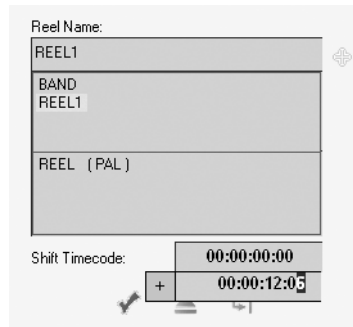 Reel Name:
REEL1
BAND
REEL1
REEL (PAL)
Shift Timecode: 00:00:00:00
+ 00:00:12:06